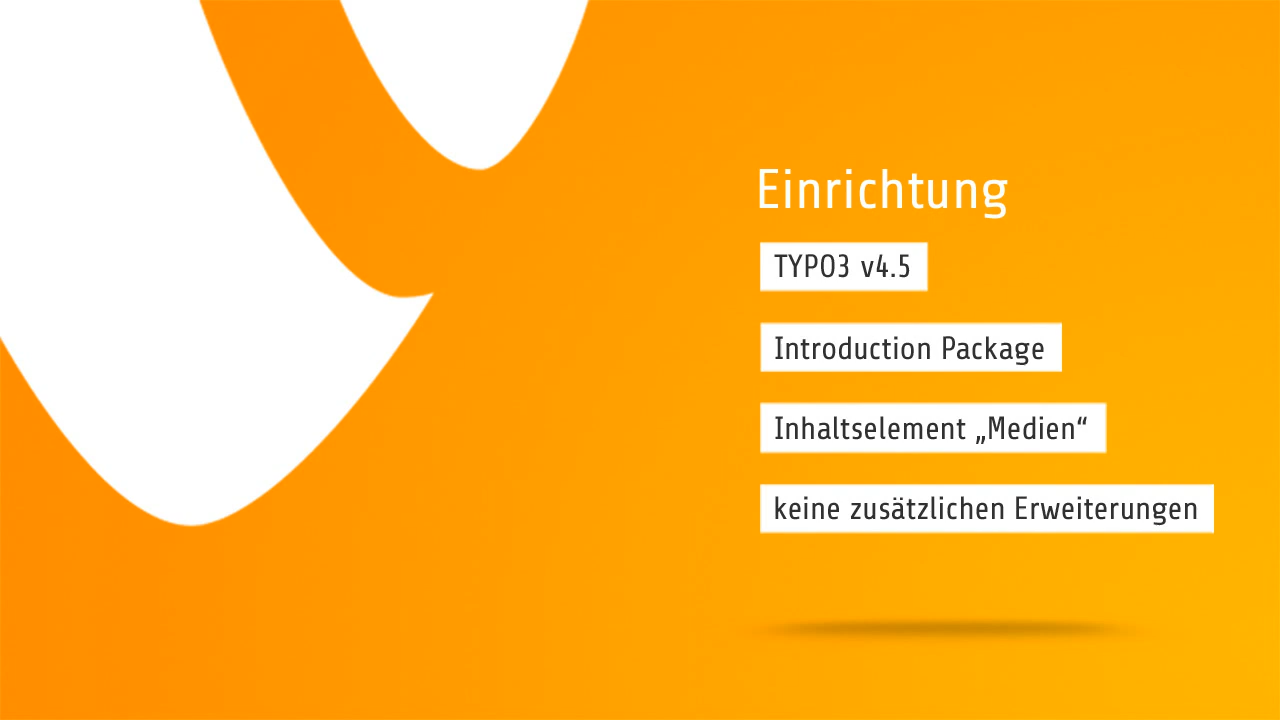 Einrichtung
TYPO3 v4.5
Introduction Package
Inhaltselement „Medien“
keine zusätzlichen Erweiterungen